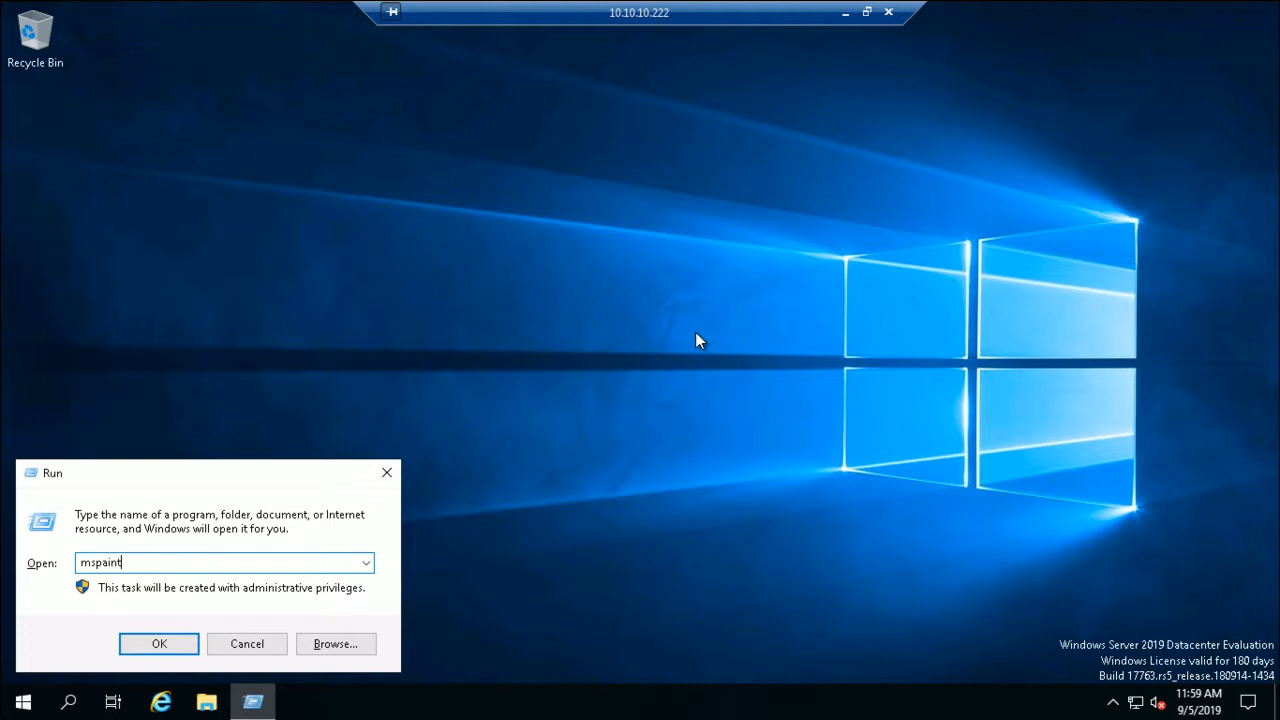 10.10.10.222
Recycle Bin
Run
Type the name of a program, folder, document, or Internet
resource, and Windows will open it for you.
Open:
mspaint
This task will be created with administrative privileges.
OK
Cancel
Browse...
Windows Server 2019 Datacenter Evaluation
Windows License valid for 180 days
Build 17763.rs5_release.180914-1434
11:59 AM
9/5/2019